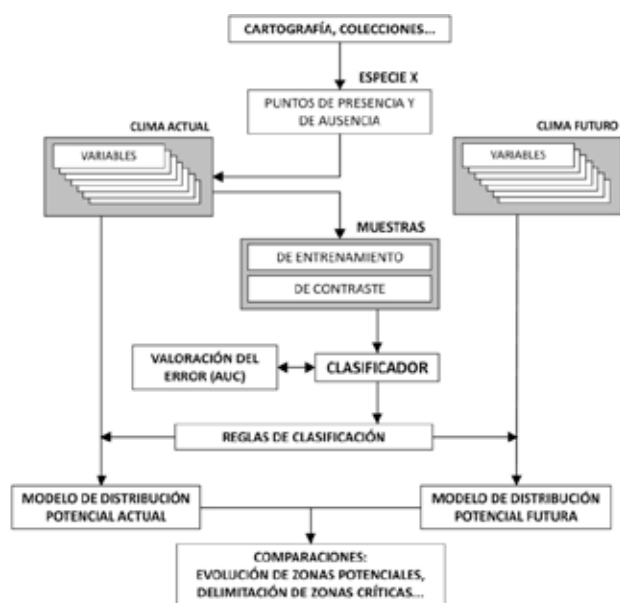 CARTOGRAFÍA, COLECCIONES...
ESPECIE X
PUNTOS DE PRESENCIA Y
DE AUSENCIA
CLIMA ACTUAL
VARIABLES
CLIMA FUTURO
VARIABLES
MUESTRAS
DE ENTRENAMIENTO
DE CONTRASTE
VALORACIÓN DEL
ERROR (AUC)
CLASIFICADOR
REGLAS DE CLASIFICACIÓN
MODELO DE DISTRIBUCIÓN
POTENCIAL ACTUAL
MODELO DE DISTRIBUCIÓN
POTENCIAL FUTURA
COMPARACIONES:
EVOLUCIÓN DE ZONAS POTENCIALES,
DELIMITACIÓN DE ZONAS CRÍTICAS...